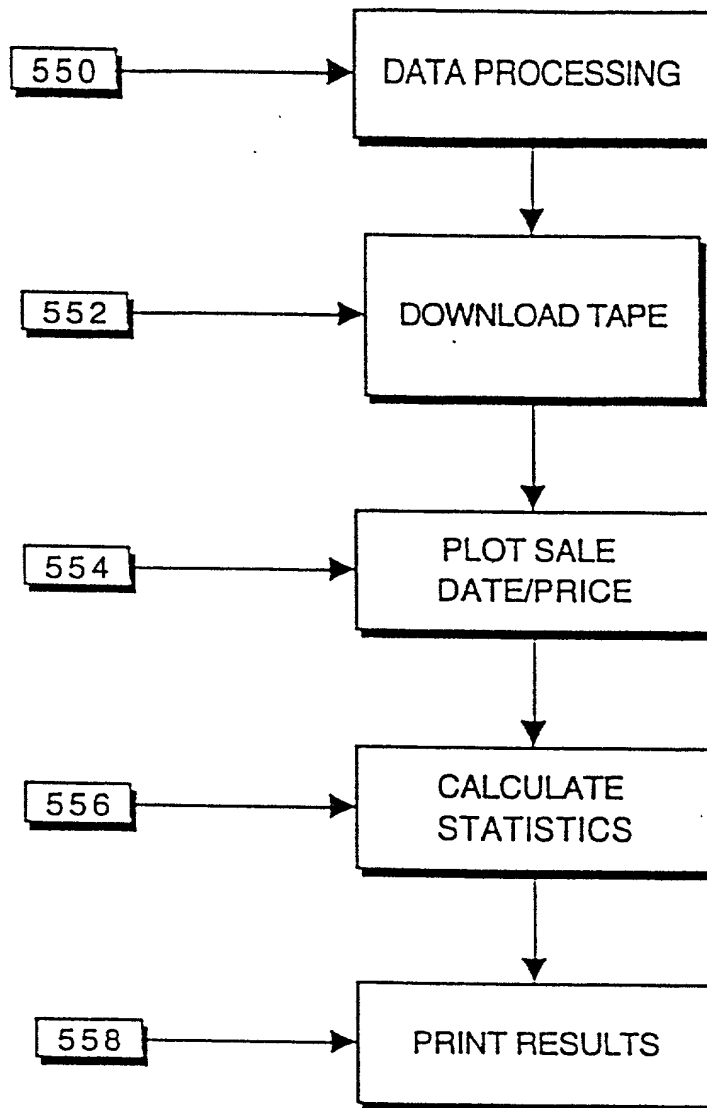 550
DATA PROCESSING
552
DOWNLOAD TAPE
554
PLOT SALE
DATE/PRICE
556
CALCULATE
STATISTICS
558
PRINT RESULTS